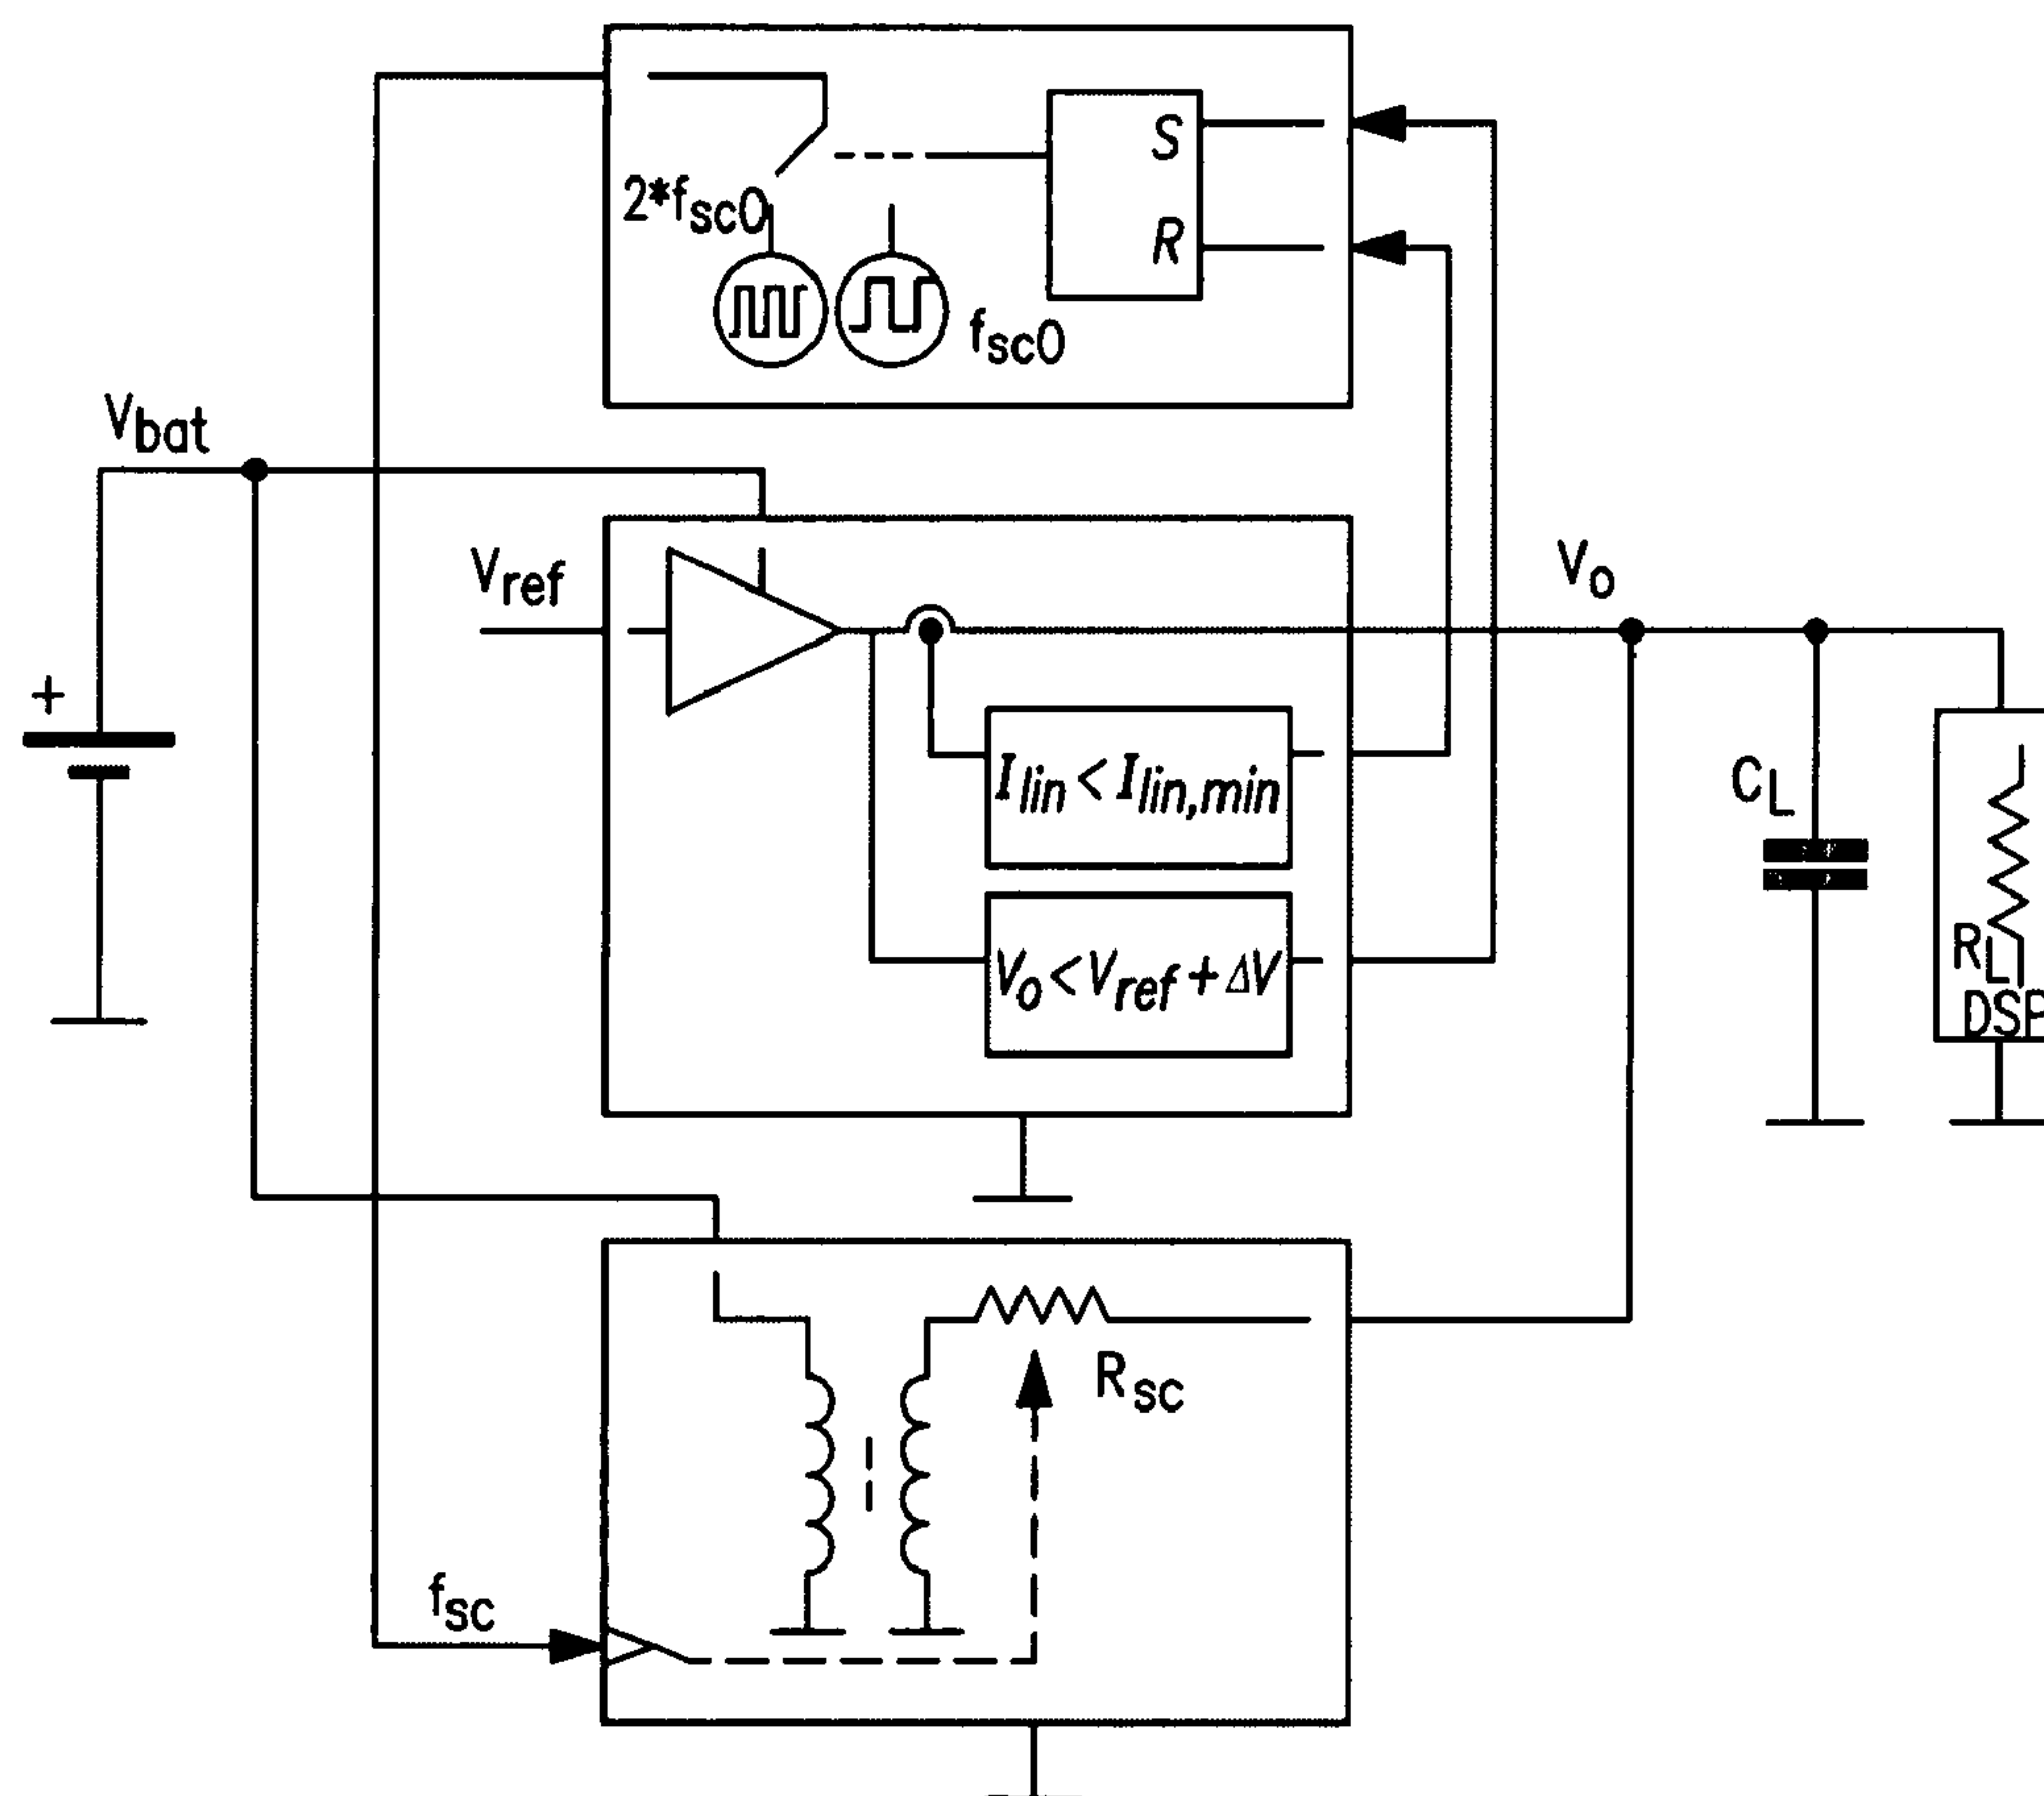 S
2*fsc0
R
fsc0
Vbat
Vref
Vo
+
Ilin < Ilin,min
CL
Vo < Vref + ΔV
RL
DSP
Rsc
fsc